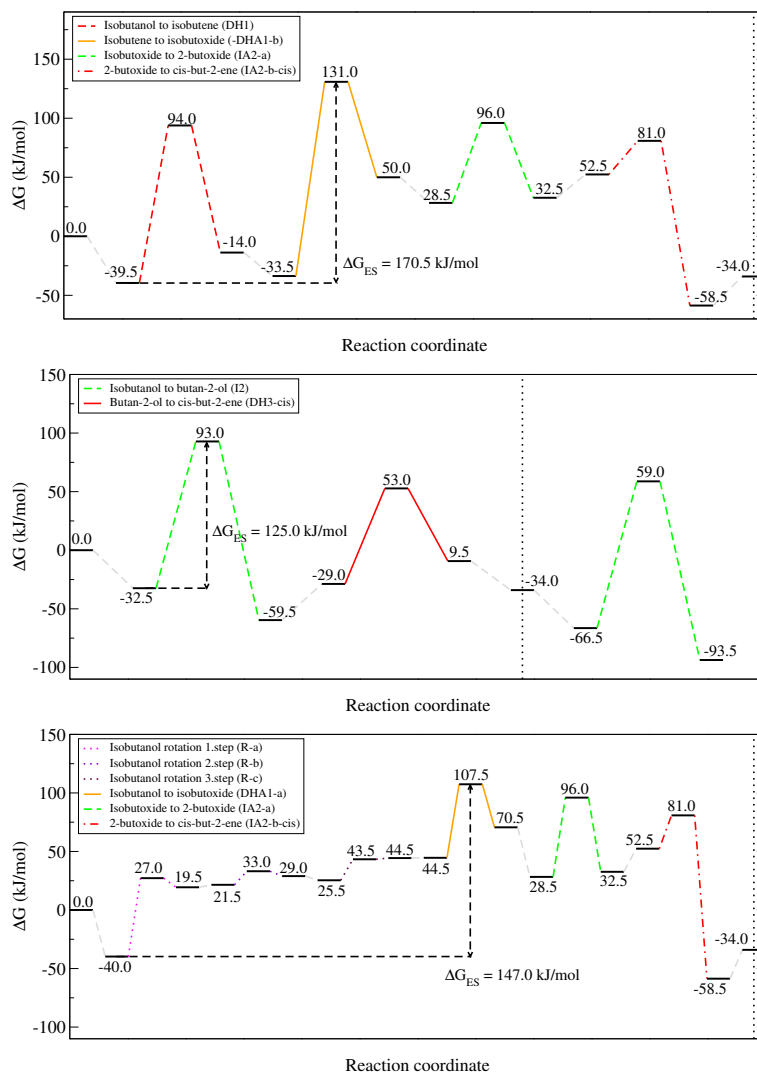 Isobutanol to isobutene (DH1)
Isobutene to isobutoxide (-DHA1-b)
Isobutoxide to 2-butoxide (IA2-a)
2-butoxide to cis-but-2-ene (IA2-b-cis)
150
100
50
0
-50
ΔG (kJ/mol)
0.0
-39.5
94.0
-14.0
-33.5
131.0
50.0
28.5
96.0
32.5
52.5
81.0
-58.5
-34.0
ΔG_ES = 170.5 kJ/mol
Reaction coordinate
Isobutanol to butan-2-ol (I2)
Butan-2-ol to cis-but-2-ene (DH3-cis)
150
100
50
0
-50
-100
ΔG (kJ/mol)
0.0
-32.5
93.0
-59.5
-29.0
53.0
9.5
-34.0
-66.5
59.0
-93.5
ΔG_ES = 125.0 kJ/mol
Reaction coordinate
Isobutanol rotation 1.step (R-a)
Isobutanol rotation 2.step (R-b)
Isobutanol rotation 3.step (R-c)
Isobutanol to isobutoxide (DHA1-a)
Isobutoxide to 2-butoxide (IA2-a)
2-butoxide to cis-but-2-ene (IA2-b-cis)
150
100
50
0
-50
-100
ΔG (kJ/mol)
0.0
-40.0
27.0
19.5
21.5
33.0
29.0
25.5
43.5
44.5
44.5
107.5
70.5
28.5
96.0
32.5
52.5
81.0
-58.5
-34.0
ΔG_ES = 147.0 kJ/mol
Reaction coordinate